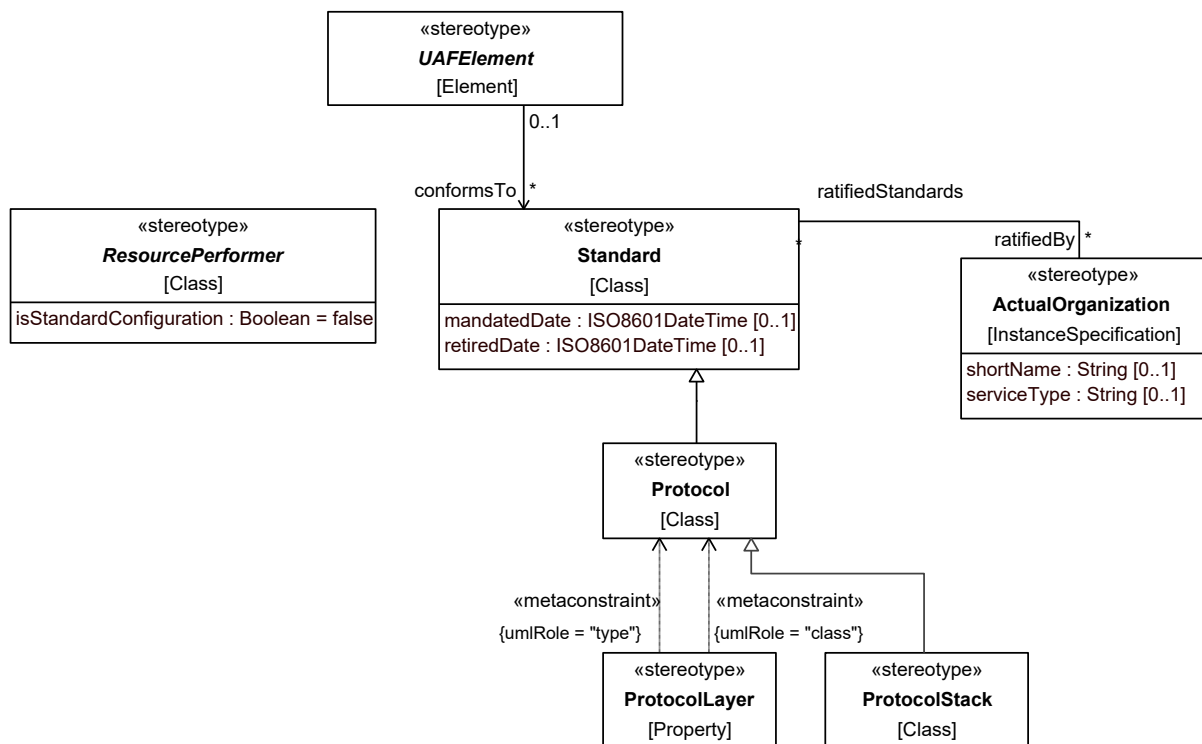 «stereotype»
UAFElement
[Element]
0..1
conformsTo *
ratifiedStandards
*
ratifiedBy *
«stereotype»
ResourcePerformer
[Class]
isStandardConfiguration : Boolean = false
«stereotype»
Standard
[Class]
mandatedDate : ISO8601DateTime [0..1]
retiredDate : ISO8601DateTime [0..1]
«stereotype»
ActualOrganization
[InstanceSpecification]
shortName : String [0..1]
serviceType : String [0..1]
«stereotype»
Protocol
[Class]
«metaconstraint»
{umlRole = "type"}
«metaconstraint»
{umlRole = "class"}
«stereotype»
ProtocolLayer
[Property]
«stereotype»
ProtocolStack
[Class]